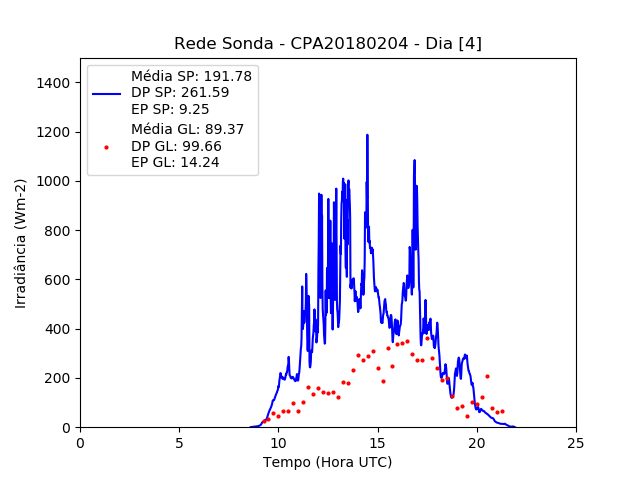 Rede Sonda - CPA20180204 - Dia [4]
Média SP: 191.78
DP SP: 261.59
EP SP: 9.25
Média GL: 89.37
DP GL: 99.66
EP GL: 14.24
Irradiância (Wm-2)
1400
1200
1000
800
600
400
200
0
0 5 10 15 20 25
Tempo (Hora UTC)